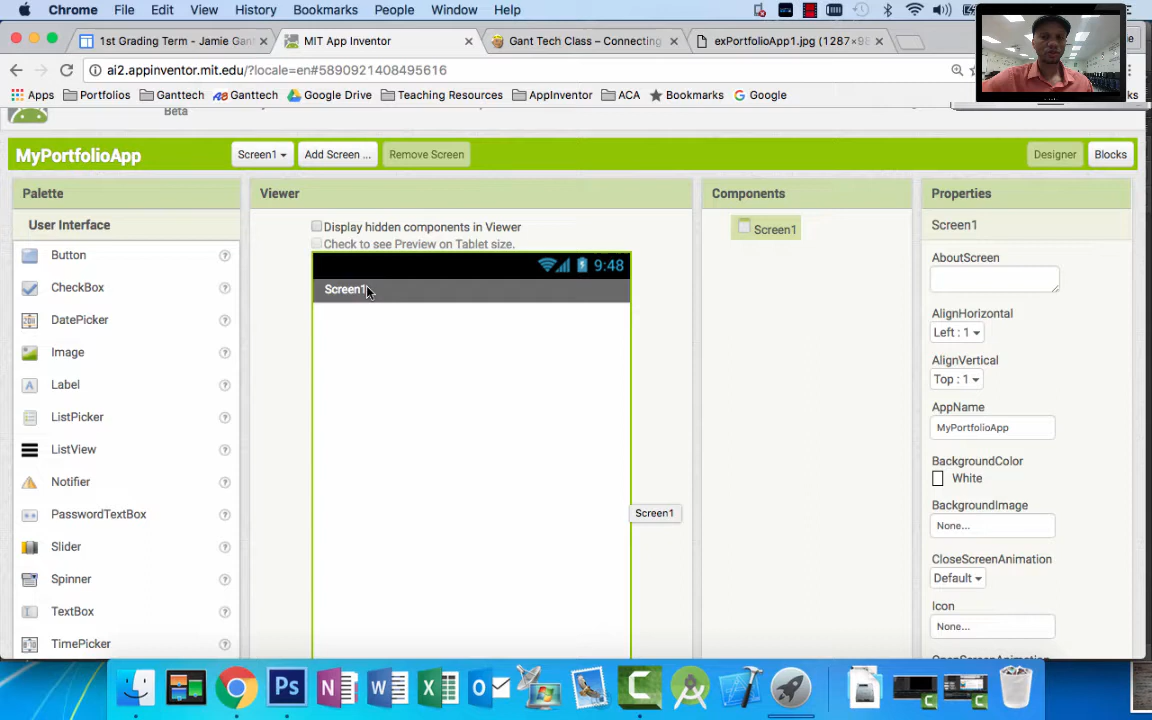 Chrome File Edit View History Bookmarks People Window Help
1st Grading Term - Jamie Gan
MIT App Inventor
Gant Tech Class – Connecting
exPortfolioApp1.jpg (1287×98
ai2.appinventor.mit.edu/?locale=en#5890921408495616
Apps Portfolios Ganttech Ganttech Google Drive Teaching Resources AppInventor ACA Bookmarks Google
Beta
MyPortfolioApp Screen1 Add Screen ... Remove Screen Designer Blocks
Palette
User Interface
Button
CheckBox
DatePicker
Image
Label
ListPicker
ListView
Notifier
PasswordTextBox
Slider
Spinner
TextBox
TimePicker
Viewer
Display hidden components in Viewer
Check to see Preview on Tablet size.
9:48
Screen1
Screen1
Components
Screen1
Properties
Screen1
AboutScreen
AlignHorizontal
Left : 1
AlignVertical
Top : 1
AppName
MyPortfolioApp
BackgroundColor
White
BackgroundImage
None...
CloseScreenAnimation
Default
Icon
None...